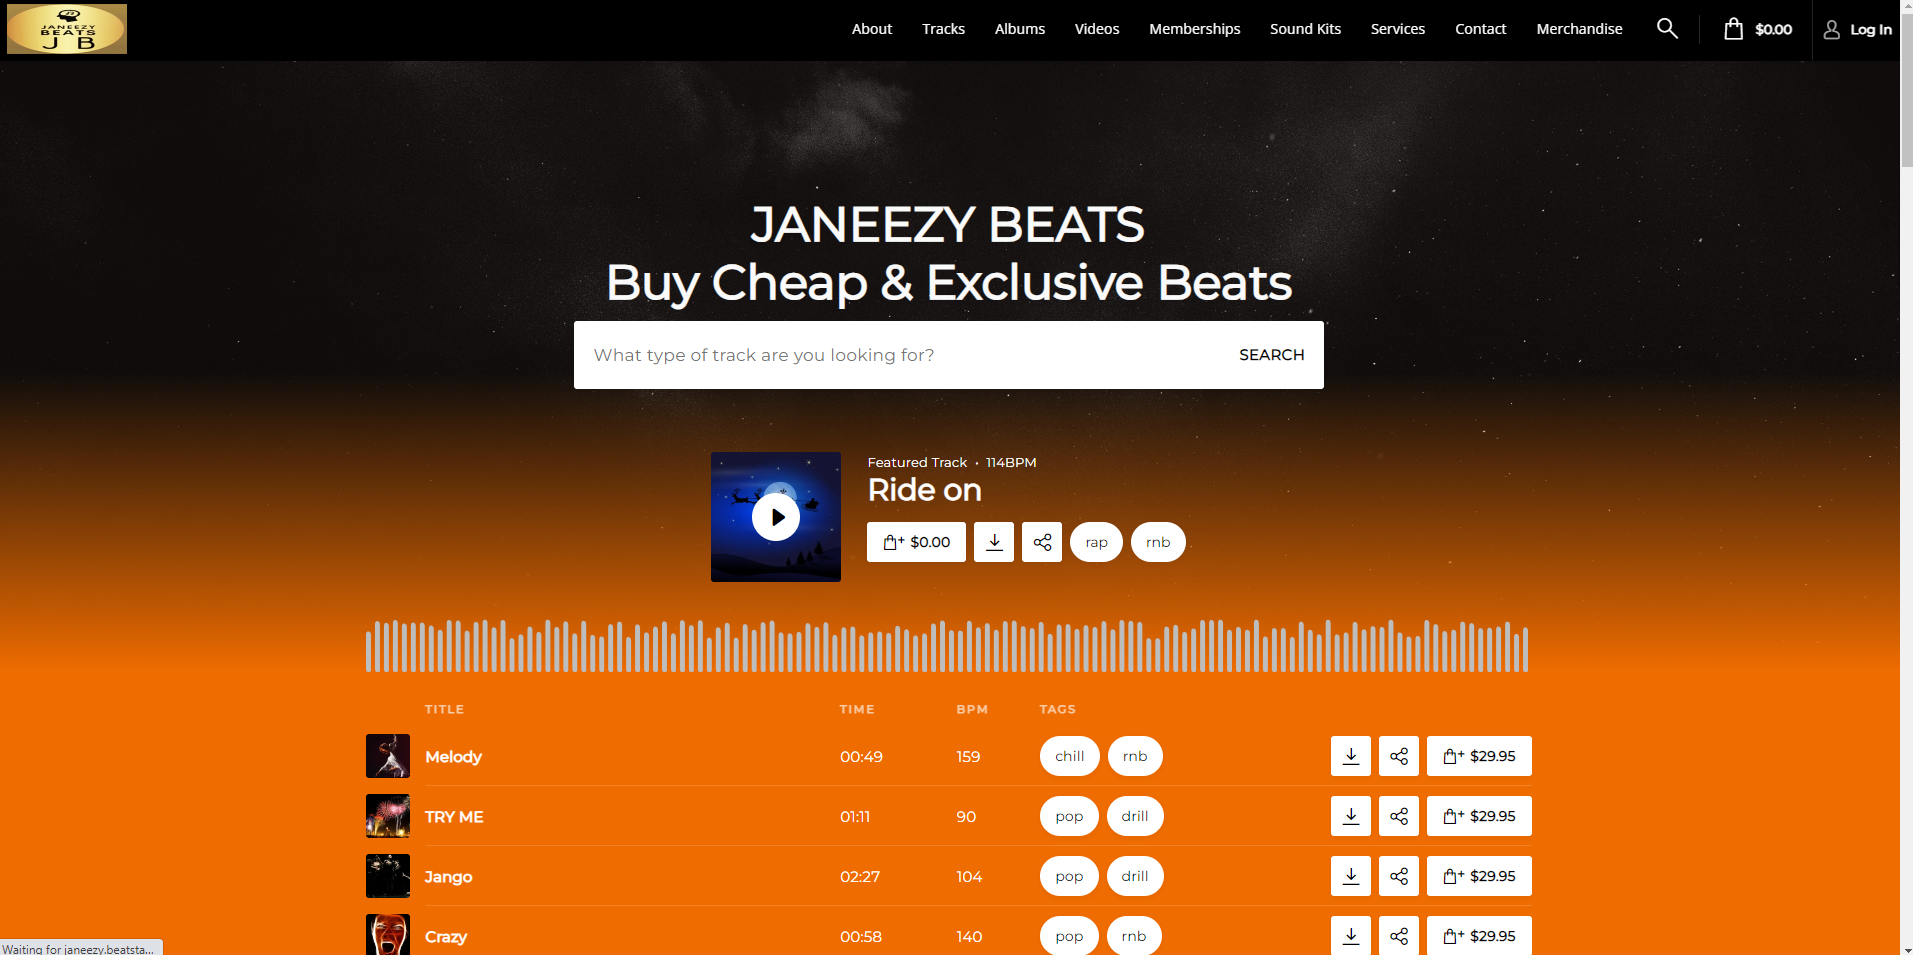 JANEEZY
BEATS
J B
About Tracks Albums Videos Memberships Sound Kits Services Contact Merchandise $0.00 Log In
JANEEZY BEATS
Buy Cheap & Exclusive Beats
What type of track are you looking for? SEARCH
Featured Track • 114BPM
Ride on
$0.00 rap rnb
TITLE TIME BPM TAGS
Melody 00:49 159 chill rnb $29.95
TRY ME 01:11 90 pop drill $29.95
Jango 02:27 104 pop drill $29.95
Crazy 00:58 140 pop rnb $29.95
Waiting for janeezy.beatsta...